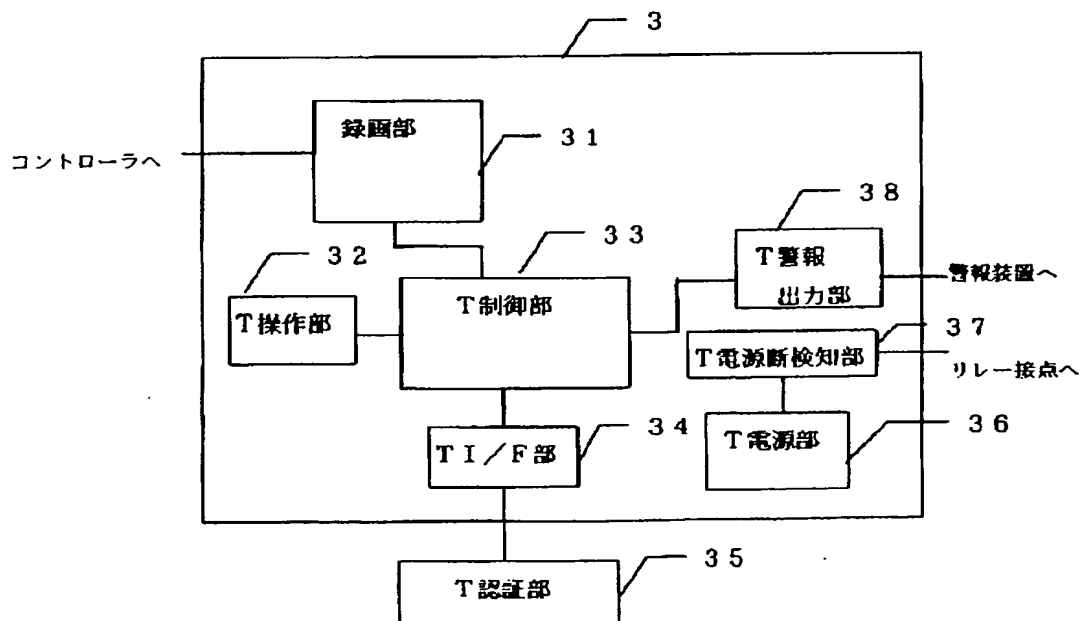 3
録画部
31
コントローラへ
38
33
32
T警報
出力部
警報装置へ
T操作部
T制御部
37
T電源断検知部
リレー接点へ
34
36
TI/F部
T電源部
35
T認証部